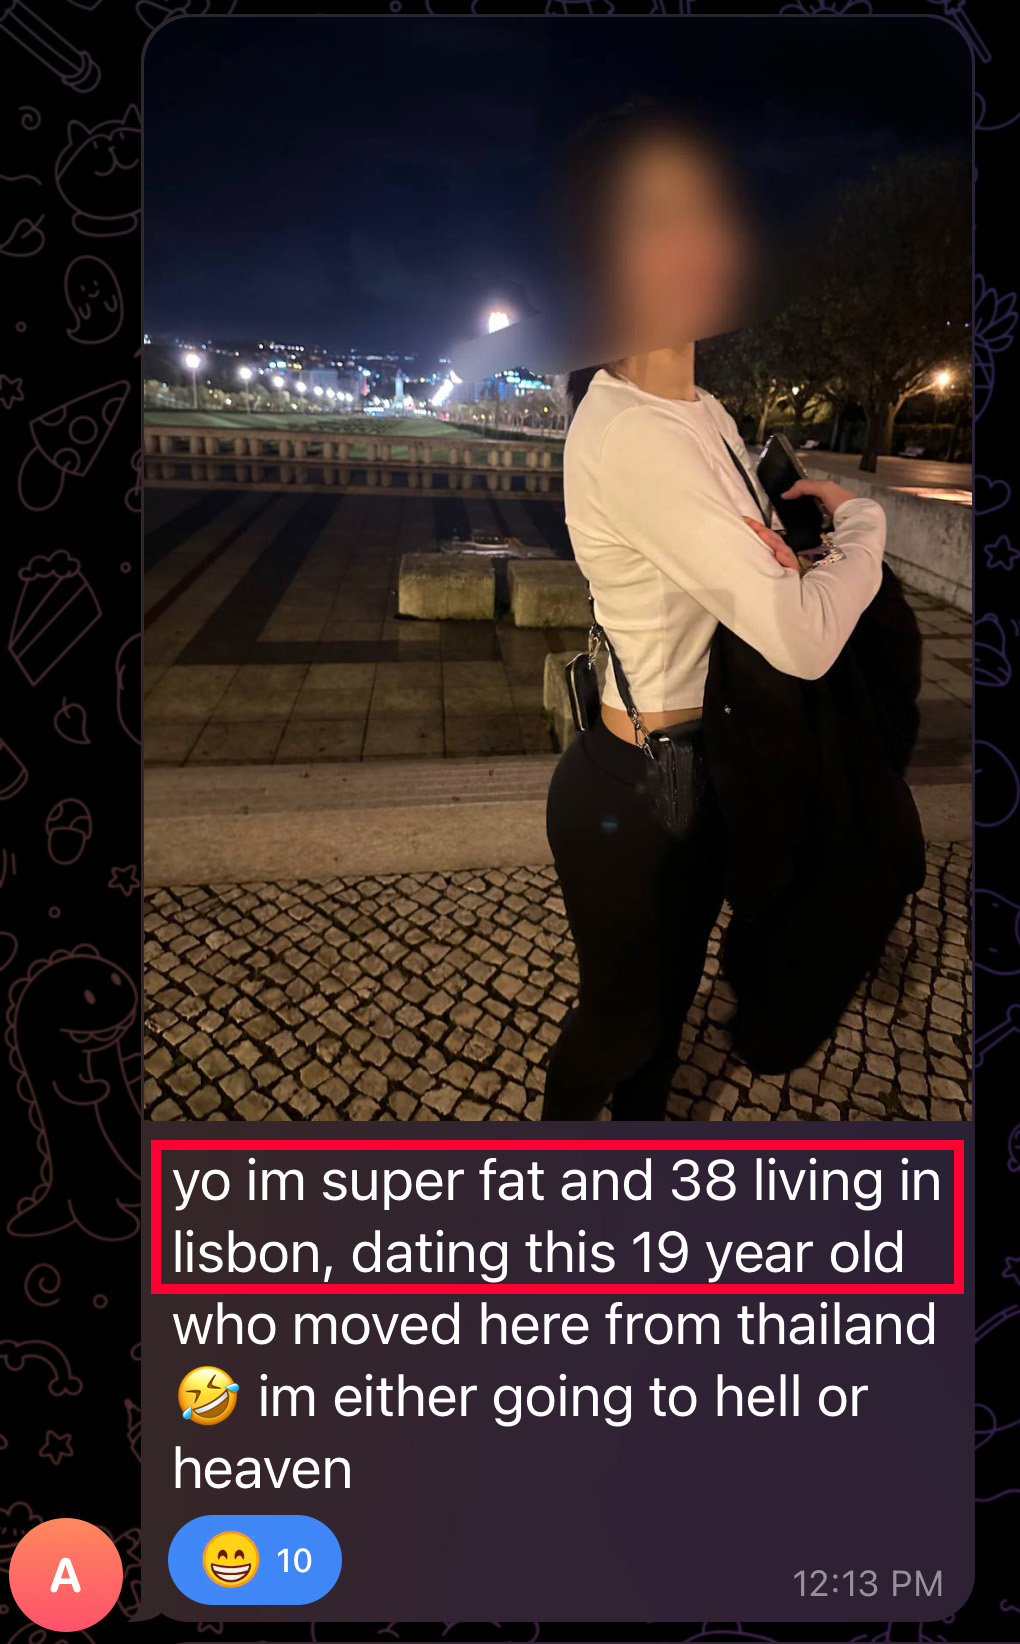 yo im super fat and 38 living in
lisbon, dating this 19 year old
who moved here from thailand
🤣 im either going to hell or
heaven
😁 10
12:13 PM
A